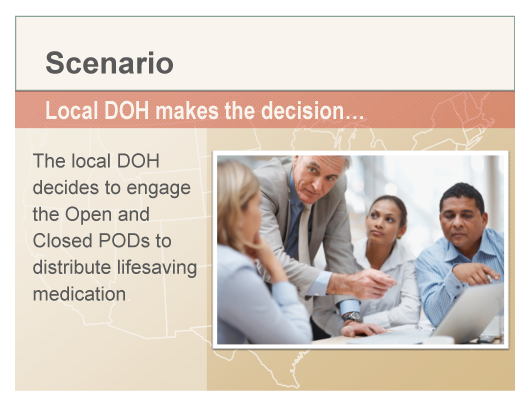 Scenario
Local DOH makes the decision…
The local DOH
decides to engage
the Open and
Closed PODs to
distribute lifesaving
medication